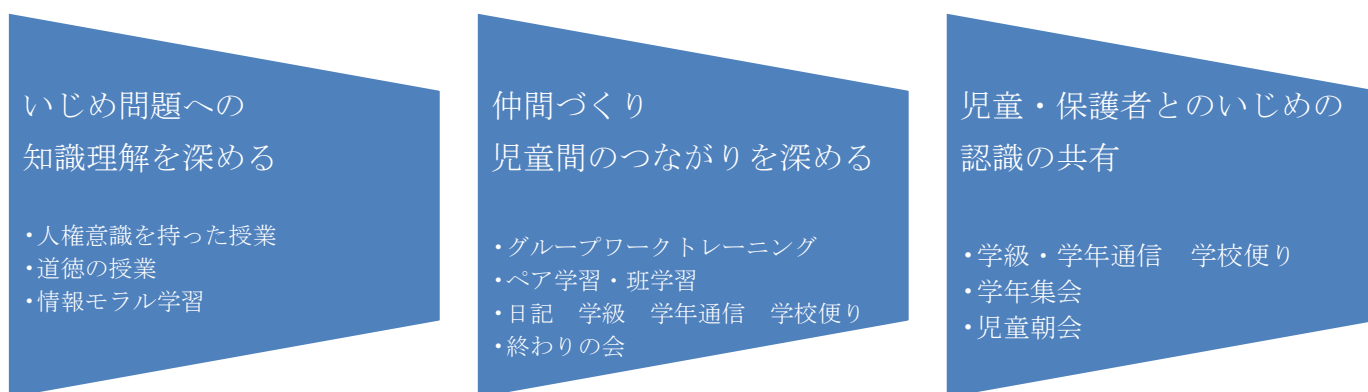 いじめ問題への
知識理解を深める
・人権意識を持った授業
・道徳の授業
・情報モラル学習
仲間づくり
児童間のつながりを深める
・グループワークトレーニング
・ペア学習・班学習
・日記　学級　学年通信　学校便り
・終わりの会
児童・保護者とのいじめの
認識の共有
・学級・学年通信　学校便り
・学年集会
・児童朝会